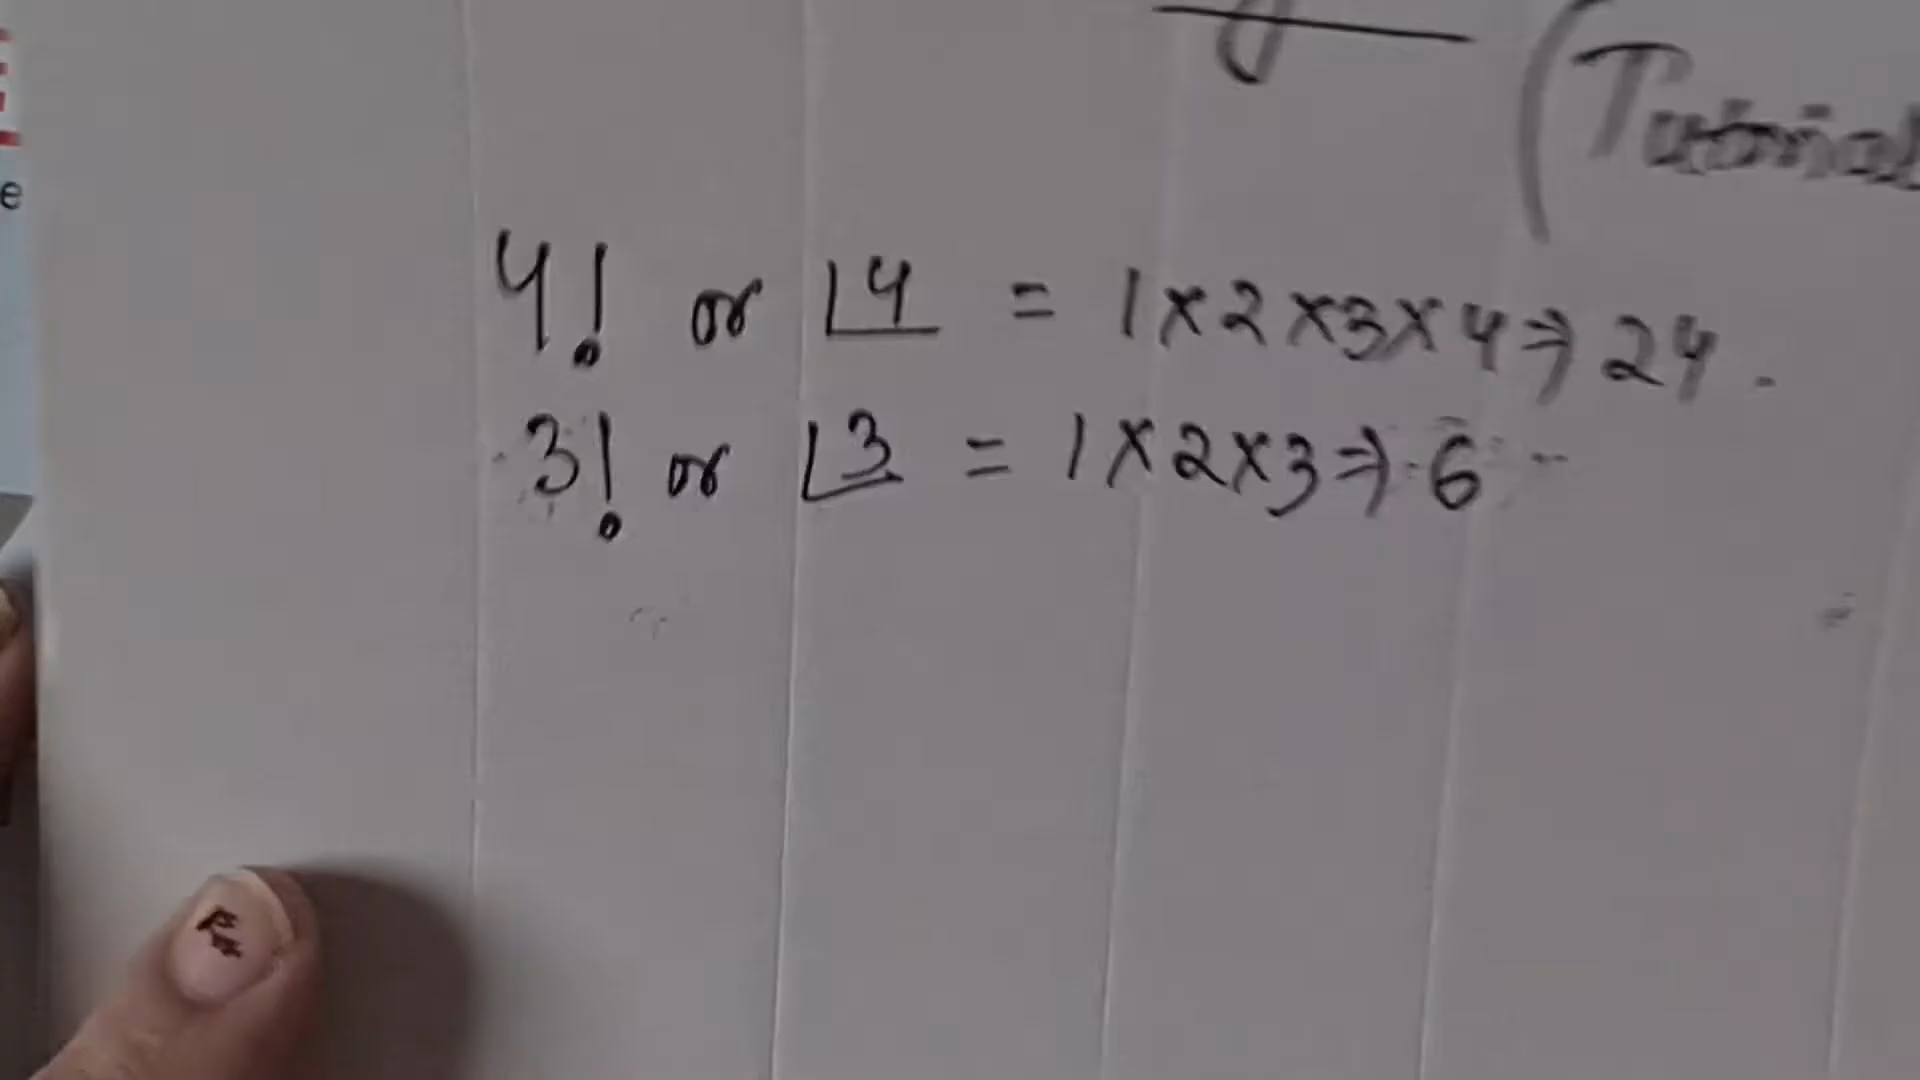 (Tutorial
4! or |4 = 1×2×3×4⇒24.
3! or |3 = 1×2×3⇒6
e